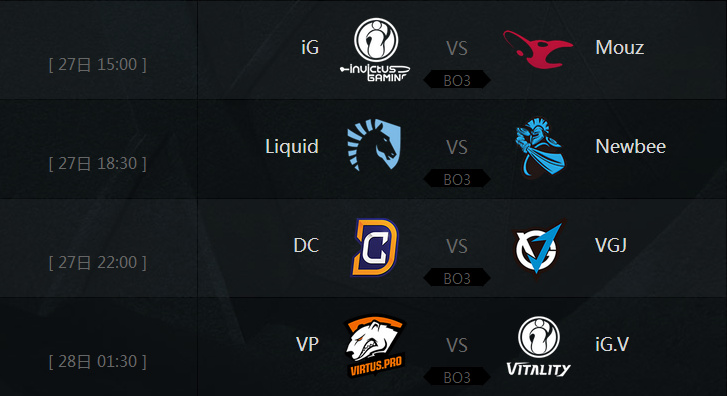 [ 27日 15:00 ] iG INVICTUS GAMING VS BO3 Mouz
[ 27日 18:30 ] Liquid VS BO3 Newbee
[ 27日 22:00 ] DC DC VS BO3 VGJ
[ 28日 01:30 ] VP VIRTUS.PRO VS BO3 VITALITY iG.V